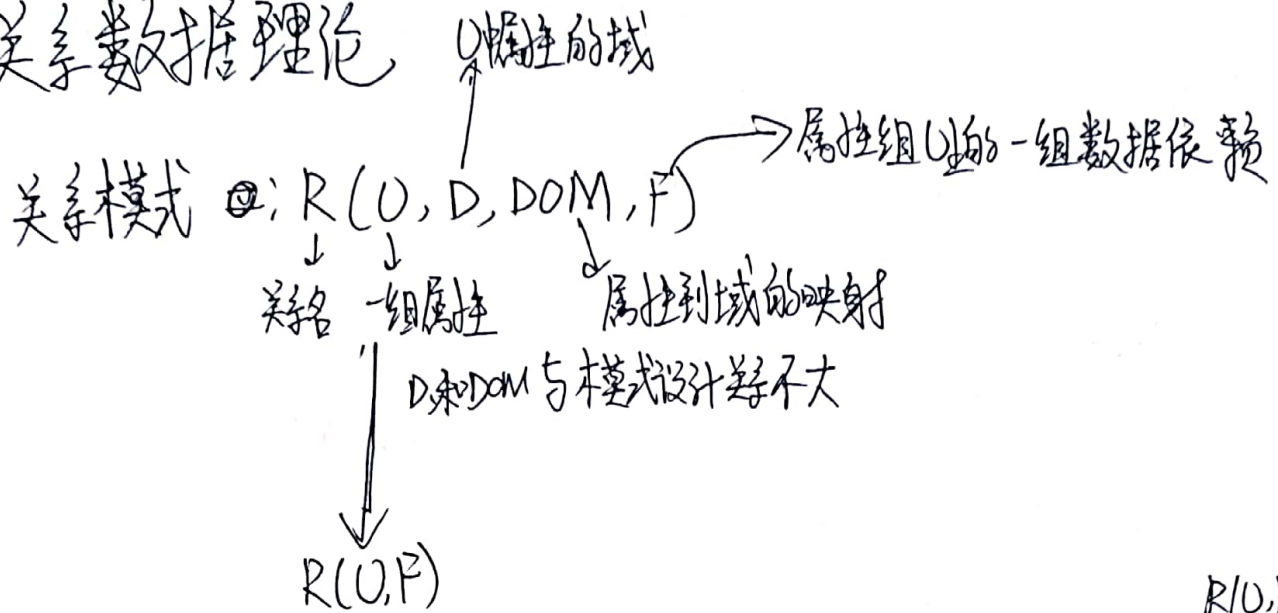 关系数据理论
U中属性的域
属性组U上的一组数据依赖
关系模式: R(U, D, DOM, F)
关系名 一组属性 属性到域的映射
D和DOM与模式设计关系不大
R(U,F)
R(U,